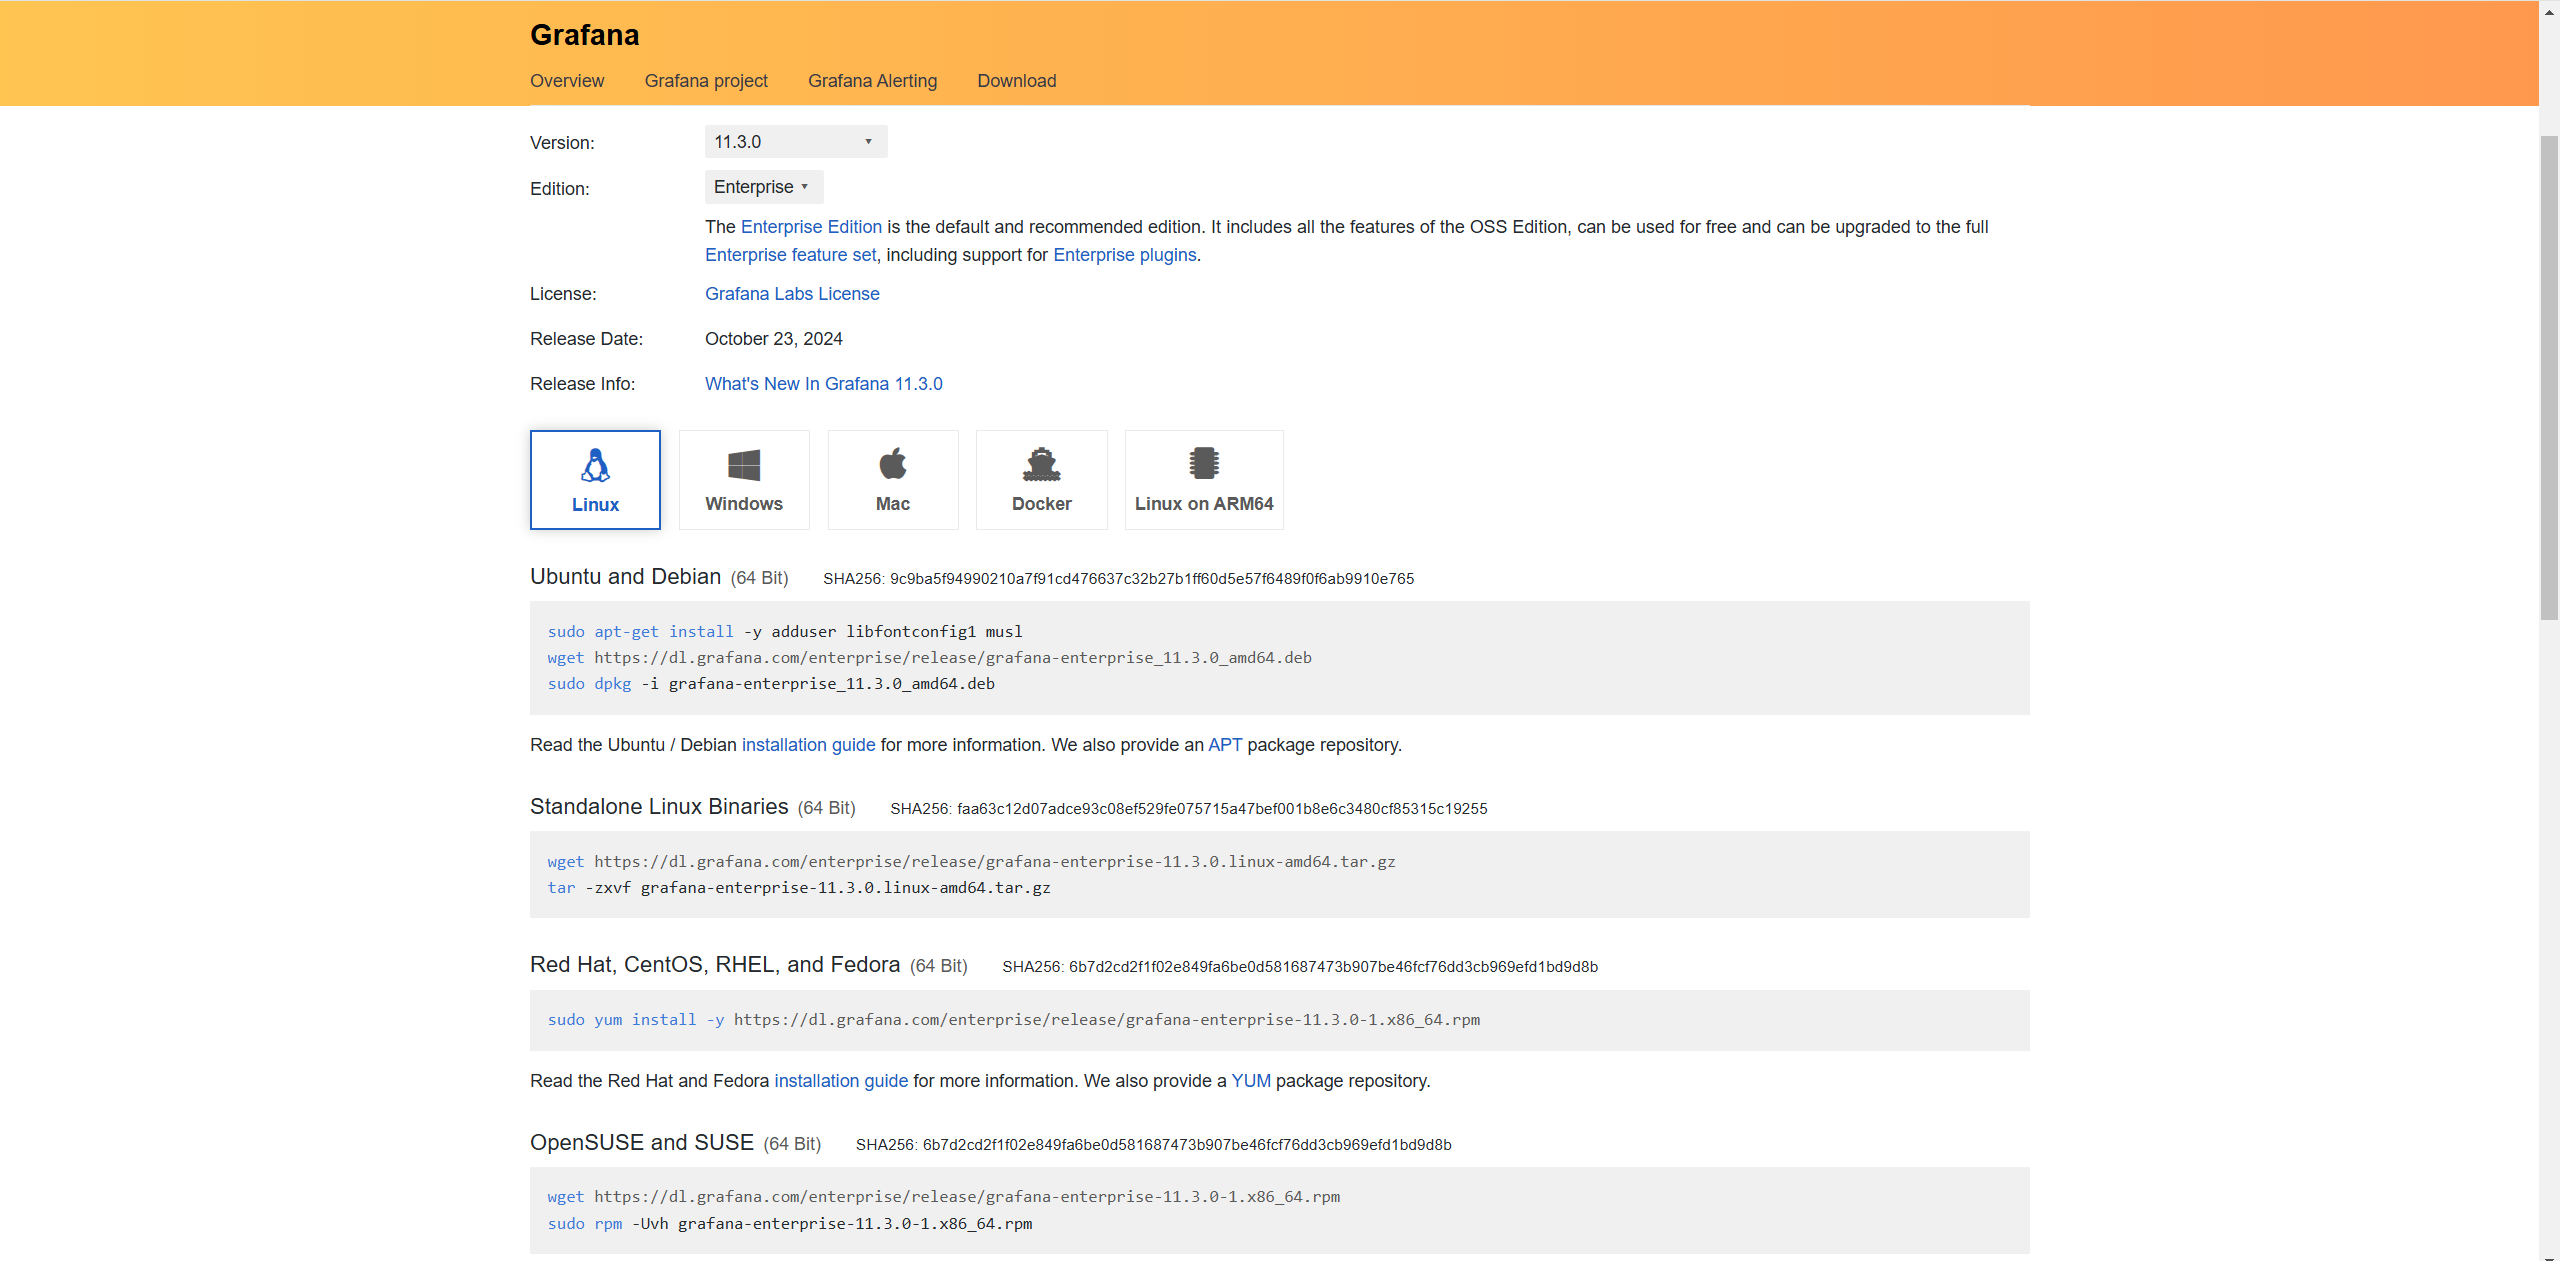 Grafana
Overview Grafana project Grafana Alerting Download
Version: 11.3.0
Edition: Enterprise
The Enterprise Edition is the default and recommended edition. It includes all the features of the OSS Edition, can be used for free and can be upgraded to the full
Enterprise feature set, including support for Enterprise plugins.
License: Grafana Labs License
Release Date: October 23, 2024
Release Info: What's New In Grafana 11.3.0
Linux Windows Mac Docker Linux on ARM64
Ubuntu and Debian (64 Bit) SHA256: 9c9ba5f94990210a7f91cd476637c32b27b1ff60d5e57f6489f0f6ab9910e765
sudo apt-get install -y adduser libfontconfig1 musl
wget https://dl.grafana.com/enterprise/release/grafana-enterprise_11.3.0_amd64.deb
sudo dpkg -i grafana-enterprise_11.3.0_amd64.deb
Read the Ubuntu / Debian installation guide for more information. We also provide an APT package repository.
Standalone Linux Binaries (64 Bit) SHA256: faa63c12d07adce93c08ef529fe075715a47bef001b8e6c3480cf85315c19255
wget https://dl.grafana.com/enterprise/release/grafana-enterprise-11.3.0.linux-amd64.tar.gz
tar -zxvf grafana-enterprise-11.3.0.linux-amd64.tar.gz
Red Hat, CentOS, RHEL, and Fedora (64 Bit) SHA256: 6b7d2cd2f1f02e849fa6be0d581687473b907be46fcf76dd3cb969efd1bd9d8b
sudo yum install -y https://dl.grafana.com/enterprise/release/grafana-enterprise-11.3.0-1.x86_64.rpm
Read the Red Hat and Fedora installation guide for more information. We also provide a YUM package repository.
OpenSUSE and SUSE (64 Bit) SHA256: 6b7d2cd2f1f02e849fa6be0d581687473b907be46fcf76dd3cb969efd1bd9d8b
wget https://dl.grafana.com/enterprise/release/grafana-enterprise-11.3.0-1.x86_64.rpm
sudo rpm -Uvh grafana-enterprise-11.3.0-1.x86_64.rpm